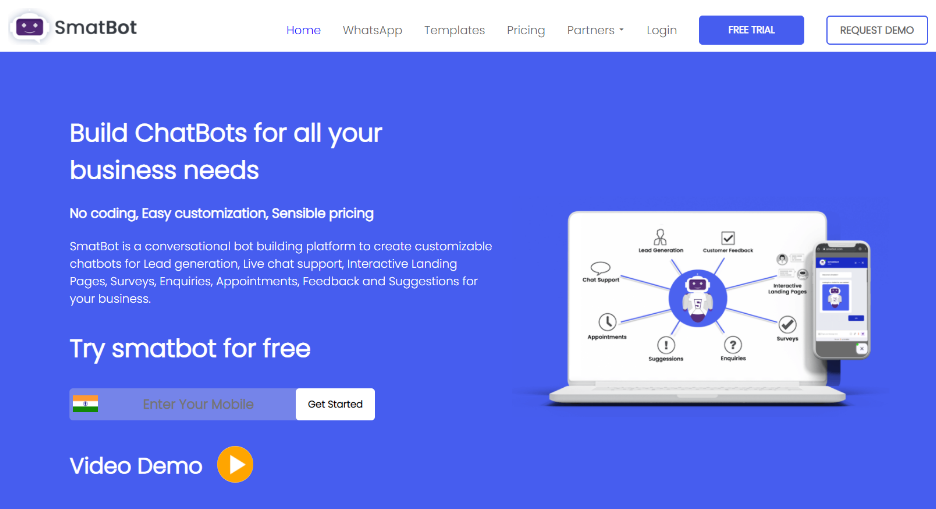 SmatBot
Home WhatsApp Templates Pricing Partners Login FREE TRIAL REQUEST DEMO
Build ChatBots for all your
business needs
No coding, Easy customization, Sensible pricing
SmatBot is a conversational bot building platform to create customizable
chatbots for Lead generation, Live chat support, Interactive Landing
Pages, Surveys, Enquiries, Appointments, Feedback and Suggestions for
your business.
Try smatbot for free
Enter Your Mobile Get Started
Video Demo
Lead Generation
Customer Feedback
Chat Support
Interactive
Landing Pages
Appointments
Surveys
Suggessions
Enquiries